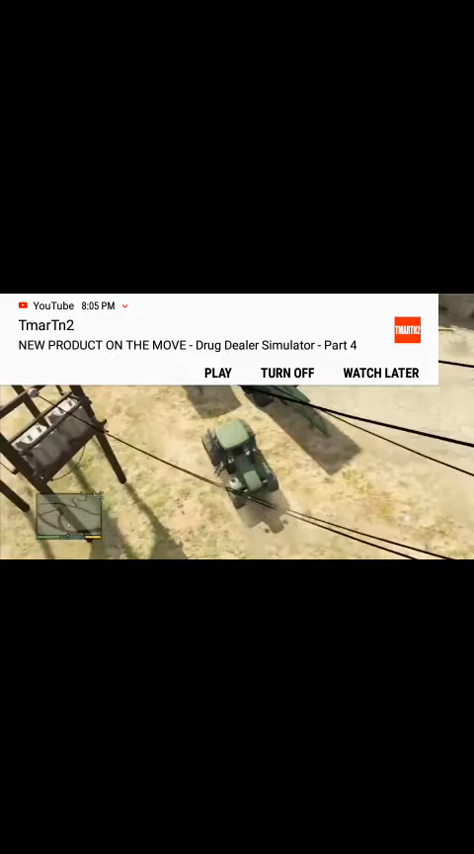 YouTube 8:05 PM
TmarTn2
TMARTN2
NEW PRODUCT ON THE MOVE - Drug Dealer Simulator - Part 4
PLAY TURN OFF WATCH LATER